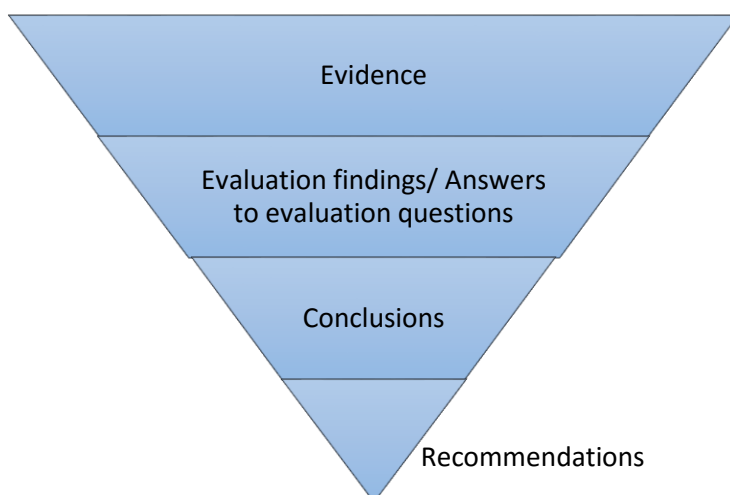 Evidence
Evaluation findings/ Answers
to evaluation questions
Conclusions
Recommendations